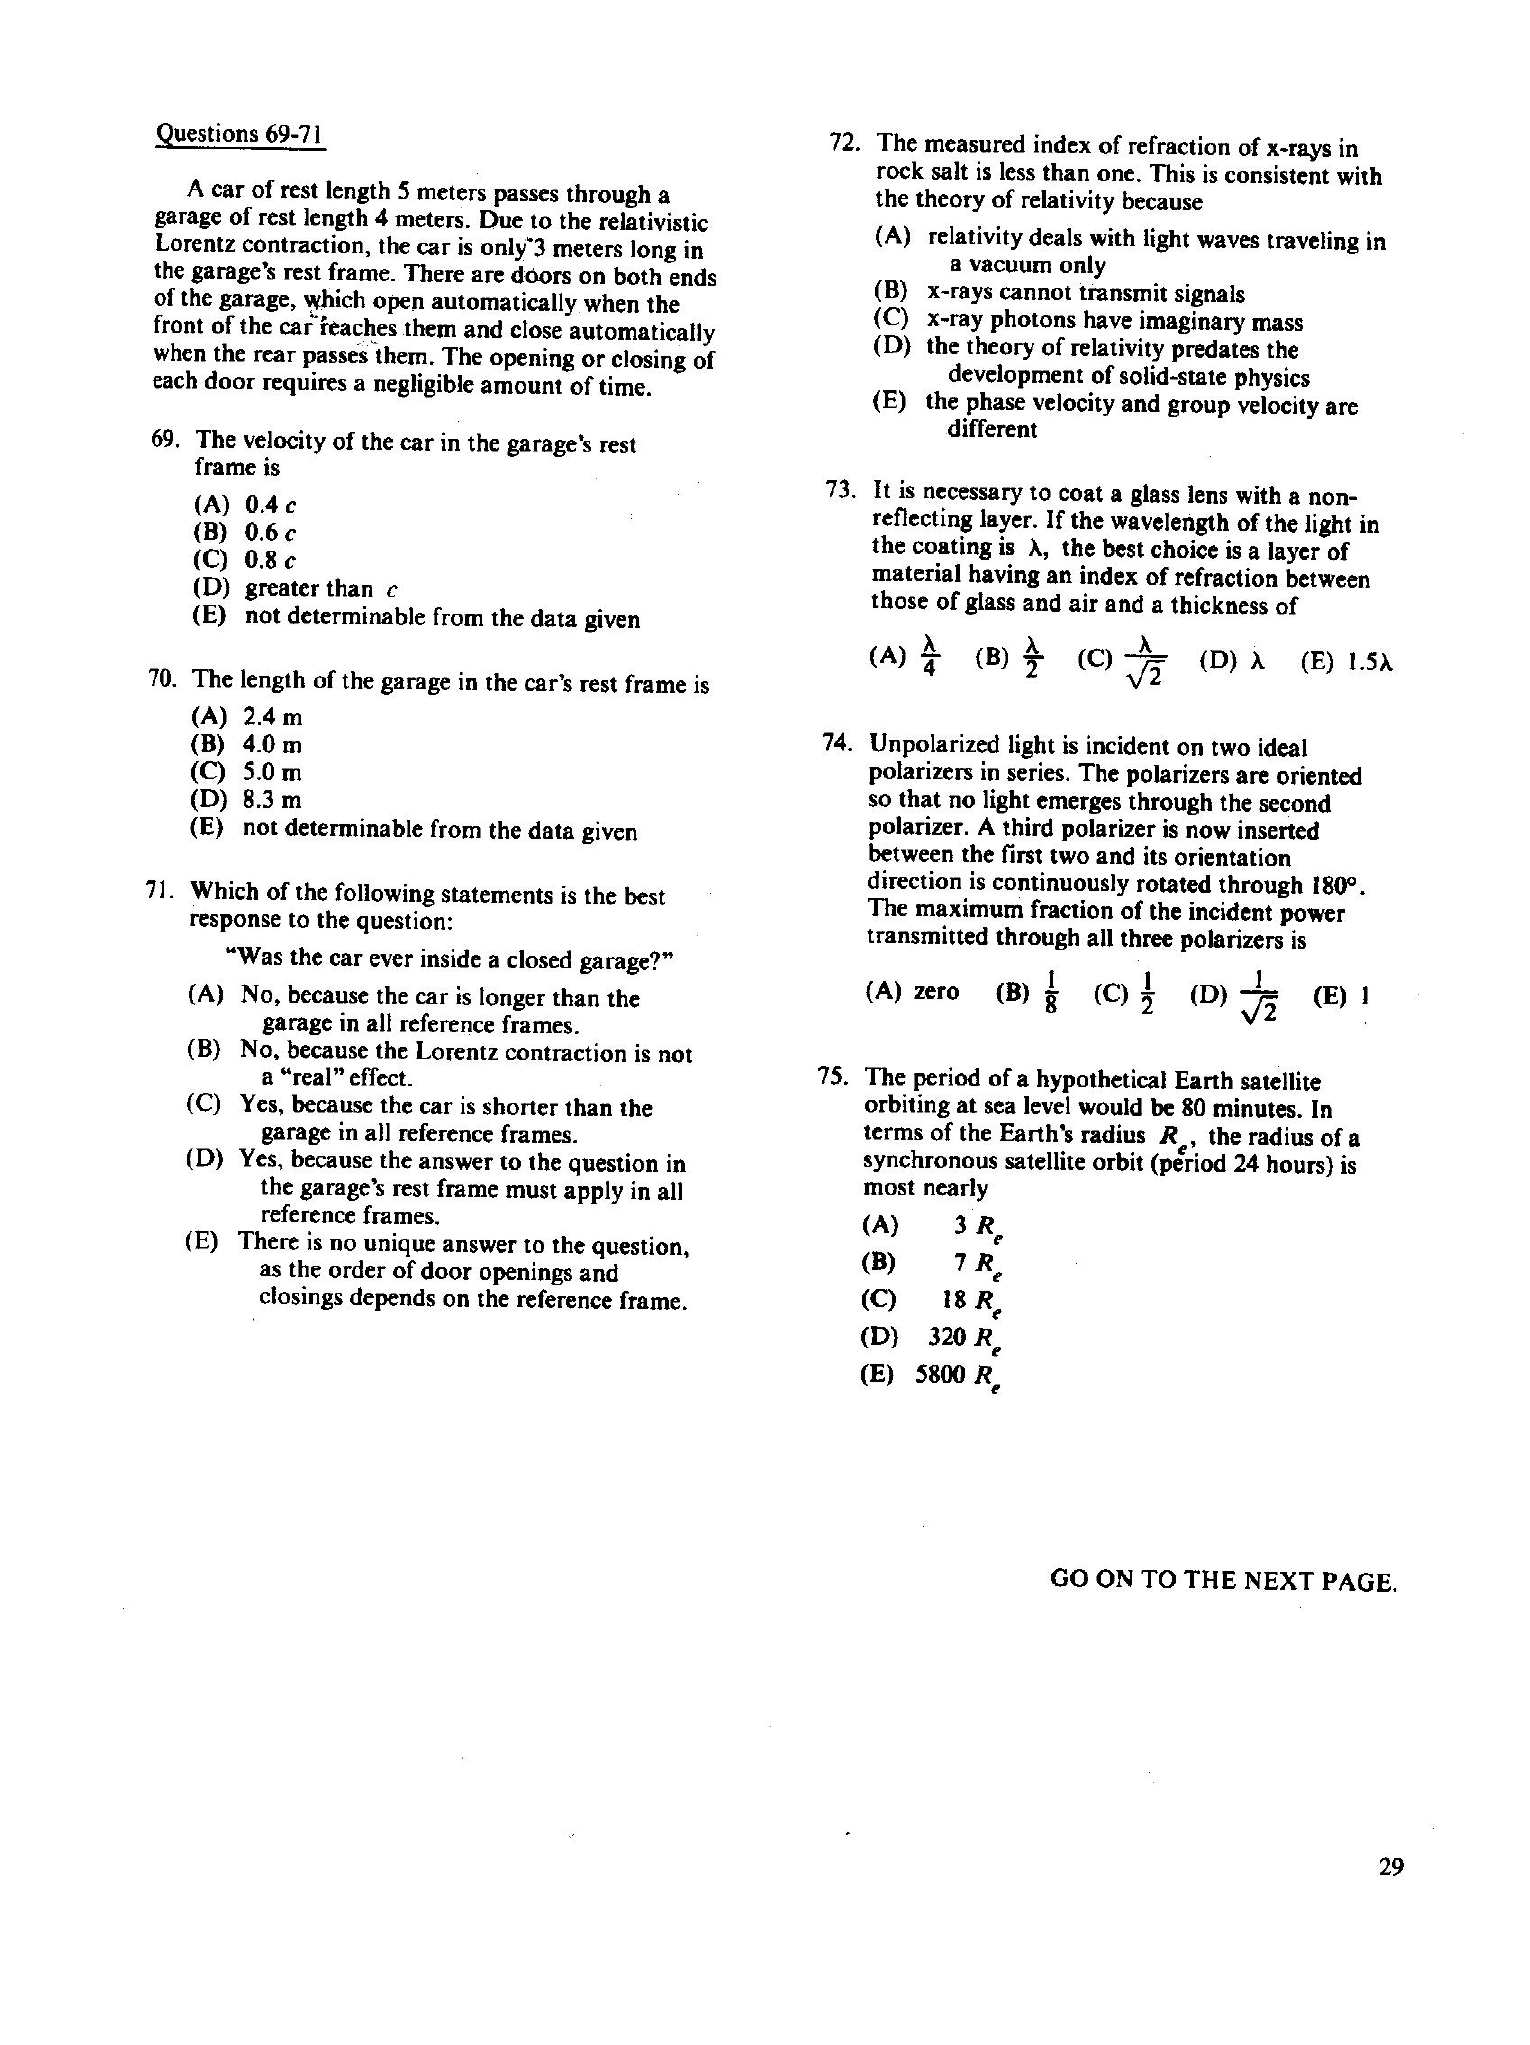 Questions 69-71
A car of rest length 5 meters passes through a
garage of rest length 4 meters. Due to the relativistic
Lorentz contraction, the car is only 3 meters long in
the garage's rest frame. There are doors on both ends
of the garage, which open automatically when the
front of the car reaches them and close automatically
when the rear passes them. The opening or closing of
each door requires a negligible amount of time.
69. The velocity of the car in the garage's rest
frame is
(A) 0.4 c
(B) 0.6 c
(C) 0.8 c
(D) greater than c
(E) not determinable from the data given
70. The length of the garage in the car's rest frame is
(A) 2.4 m
(B) 4.0 m
(C) 5.0 m
(D) 8.3 m
(E) not determinable from the data given
71. Which of the following statements is the best
response to the question:
"Was the car ever inside a closed garage?"
(A) No, because the car is longer than the
garage in all reference frames.
(B) No, because the Lorentz contraction is not
a "real" effect.
(C) Yes, because the car is shorter than the
garage in all reference frames.
(D) Yes, because the answer to the question in
the garage's rest frame must apply in all
reference frames.
(E) There is no unique answer to the question,
as the order of door openings and
closings depends on the reference frame.
72. The measured index of refraction of x-rays in
rock salt is less than one. This is consistent with
the theory of relativity because
(A) relativity deals with light waves traveling in
a vacuum only
(B) x-rays cannot transmit signals
(C) x-ray photons have imaginary mass
(D) the theory of relativity predates the
development of solid-state physics
(E) the phase velocity and group velocity are
different
73. It is necessary to coat a glass lens with a non-
reflecting layer. If the wavelength of the light in
the coating is λ, the best choice is a layer of
material having an index of refraction between
those of glass and air and a thickness of
(A) λ/4 (B) λ/2 (C) λ/√2 (D) λ (E) 1.5λ
74. Unpolarized light is incident on two ideal
polarizers in series. The polarizers are oriented
so that no light emerges through the second
polarizer. A third polarizer is now inserted
between the first two and its orientation
direction is continuously rotated through 180°.
The maximum fraction of the incident power
transmitted through all three polarizers is
(A) zero (B) 1/8 (C) 1/2 (D) 1/√2 (E) 1
75. The period of a hypothetical Earth satellite
orbiting at sea level would be 80 minutes. In
terms of the Earth's radius Rₑ, the radius of a
synchronous satellite orbit (period 24 hours) is
most nearly
(A) 3 Rₑ
(B) 7 Rₑ
(C) 18 Rₑ
(D) 320 Rₑ
(E) 5800 Rₑ
GO ON TO THE NEXT PAGE.
29